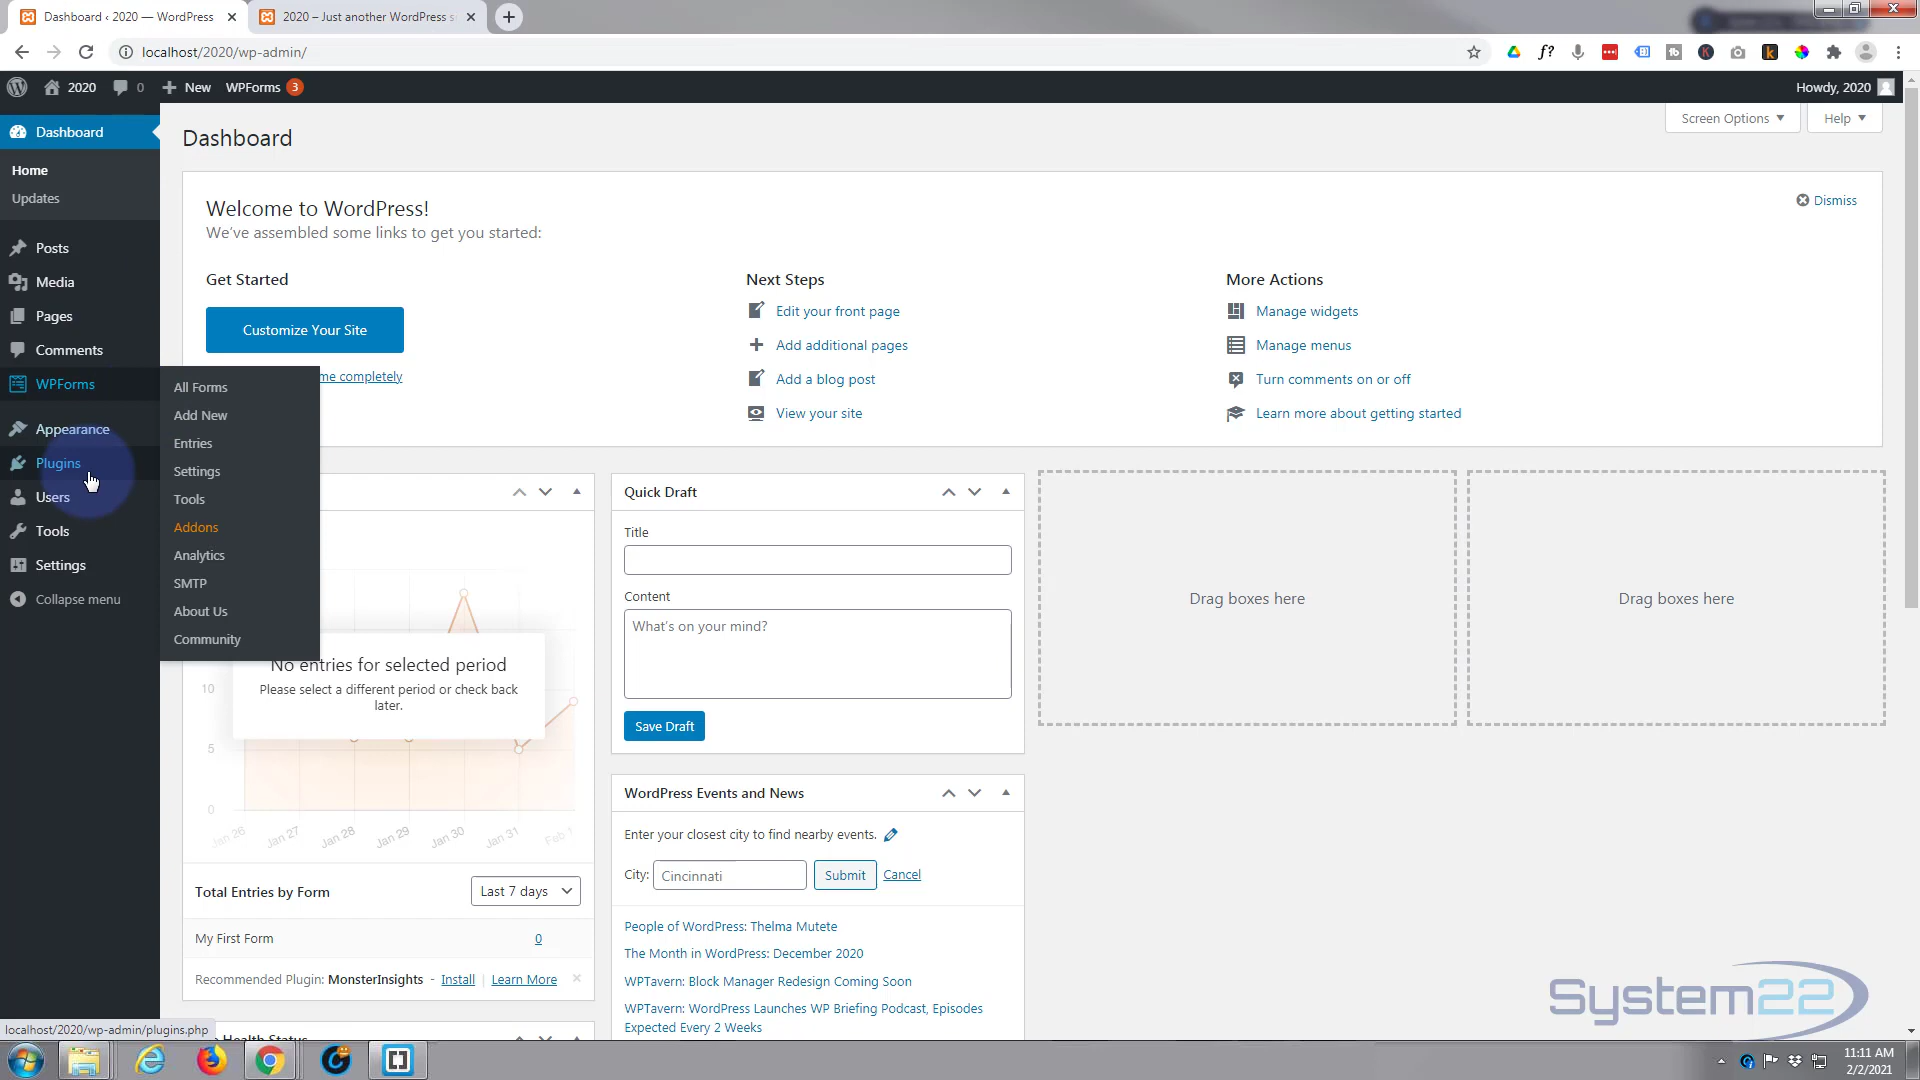 Dashboard ‹ 2020 — WordPress
2020 – Just another WordPress s
localhost/2020/wp-admin/
2020
0
New
WPForms 3
Howdy, 2020
Dashboard
Home
Updates
Posts
Media
Pages
Comments
WPForms
Appearance
Plugins
Users
Tools
Settings
Collapse menu
All Forms
Add New
Entries
Settings
Tools
Addons
Analytics
SMTP
About Us
Community
Dashboard
Screen Options
Help
Welcome to WordPress!
We've assembled some links to get you started:
Dismiss
Get Started
Customize Your Site
me completely
Next Steps
Edit your front page
Add additional pages
Add a blog post
View your site
More Actions
Manage widgets
Manage menus
Turn comments on or off
Learn more about getting started
No entries for selected period
Please select a different period or check back
later.
10
5
0
Jan 26
Jan 27
Jan 28
Jan 29
Jan 30
Jan 31
Feb 1
Total Entries by Form
Last 7 days
My First Form
0
Recommended Plugin: MonsterInsights - Install | Learn More
Health Status
Quick Draft
Title
Content
What's on your mind?
Save Draft
WordPress Events and News
Enter your closest city to find nearby events.
City:
Cincinnati
Submit
Cancel
People of WordPress: Thelma Mutete
The Month in WordPress: December 2020
WPTavern: Block Manager Redesign Coming Soon
WPTavern: WordPress Launches WP Briefing Podcast, Episodes
Expected Every 2 Weeks
Drag boxes here
Drag boxes here
System22
localhost/2020/wp-admin/plugins.php
11:11 AM
2/2/2021